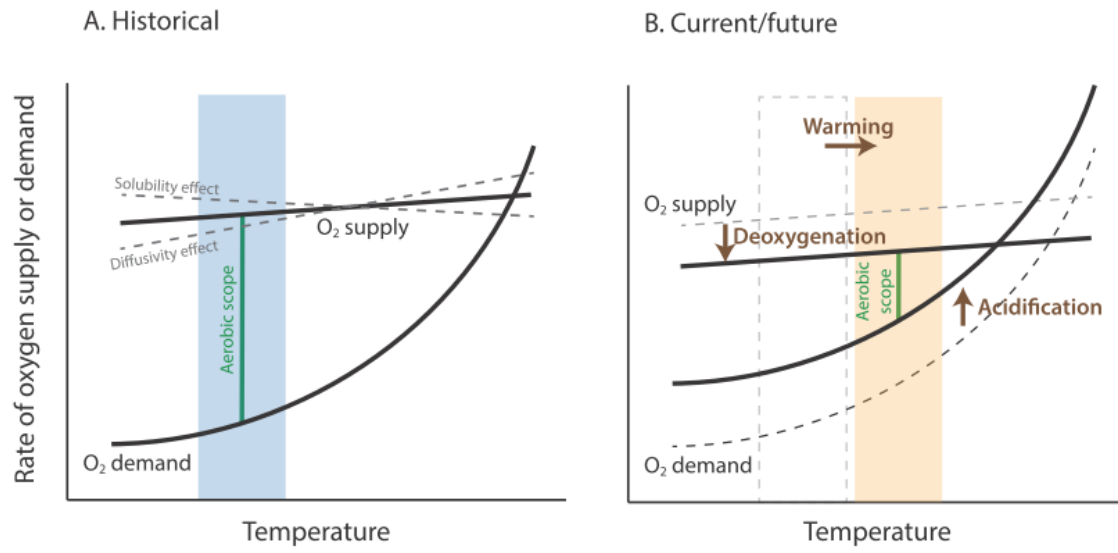 A. Historical
Rate of oxygen supply or demand
Solubility effect
Diffusivity effect
O₂ supply
Aerobic scope
O₂ demand
Temperature
B. Current/future
Warming
O₂ supply
Deoxygenation
Aerobic
scope
Acidification
O₂ demand
Temperature